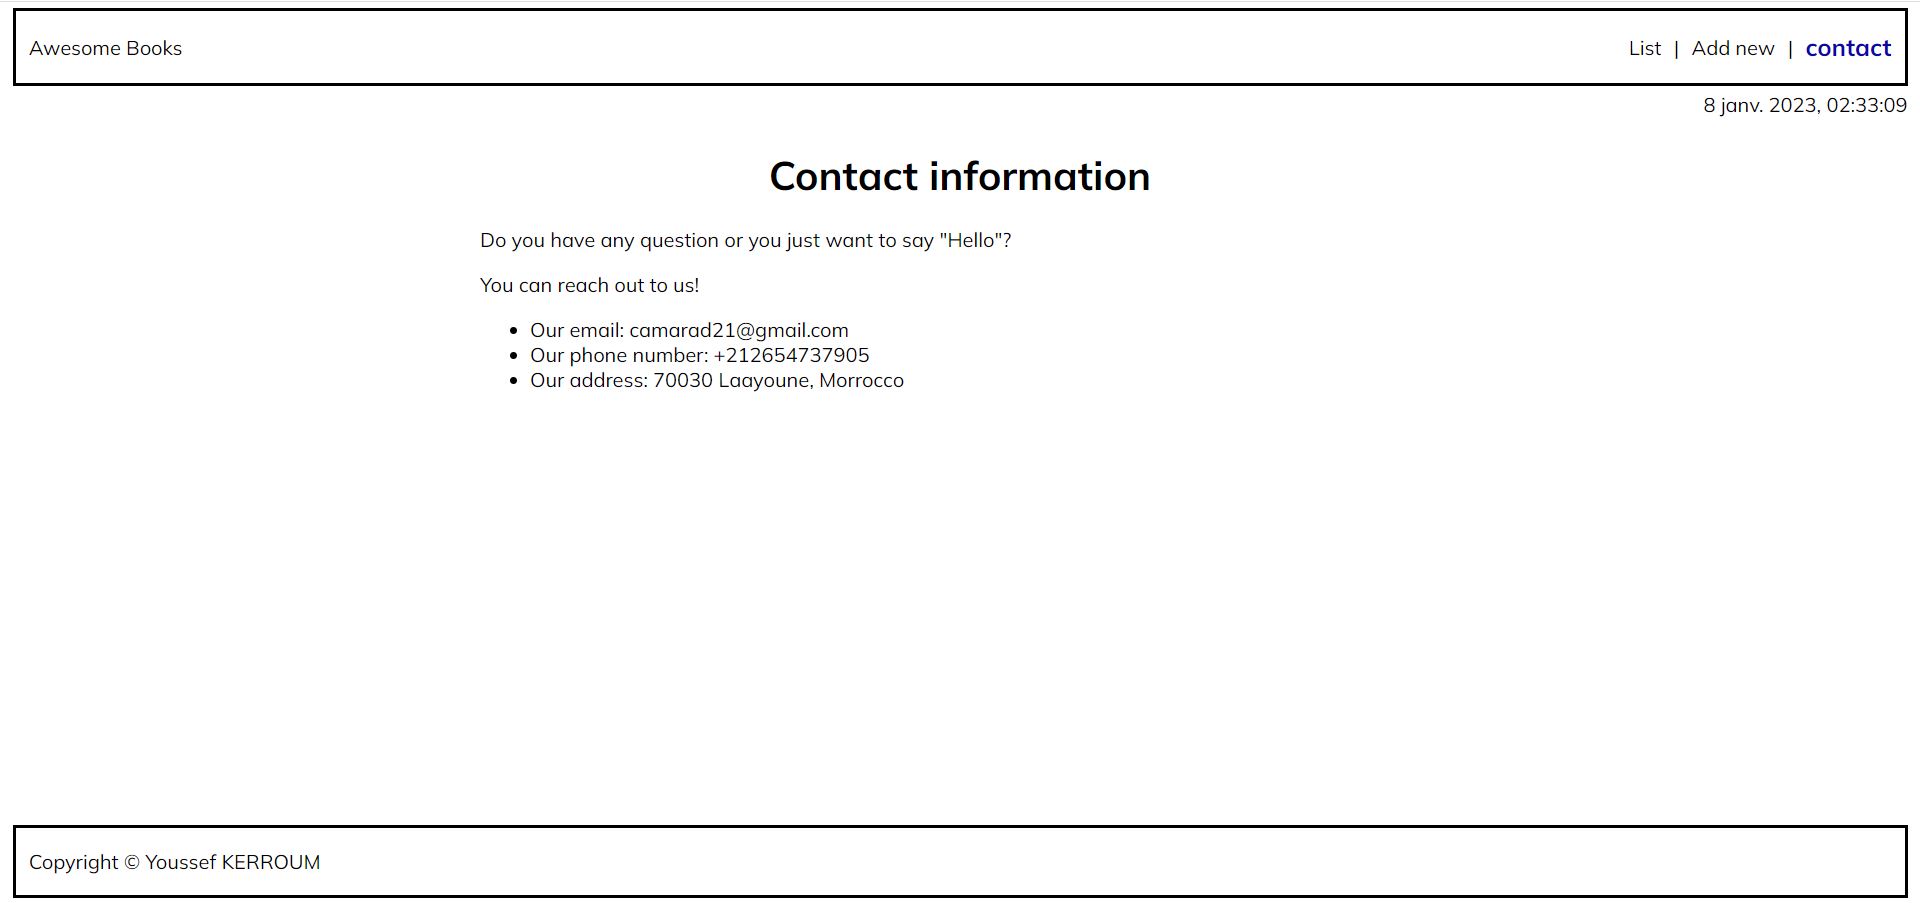 Awesome Books
List | Add new | contact
8 janv. 2023, 02:33:09
Contact information
Do you have any question or you just want to say "Hello"?
You can reach out to us!
• Our email: camarad21@gmail.com
• Our phone number: +212654737905
• Our address: 70030 Laayoune, Morrocco
Copyright © Youssef KERROUM